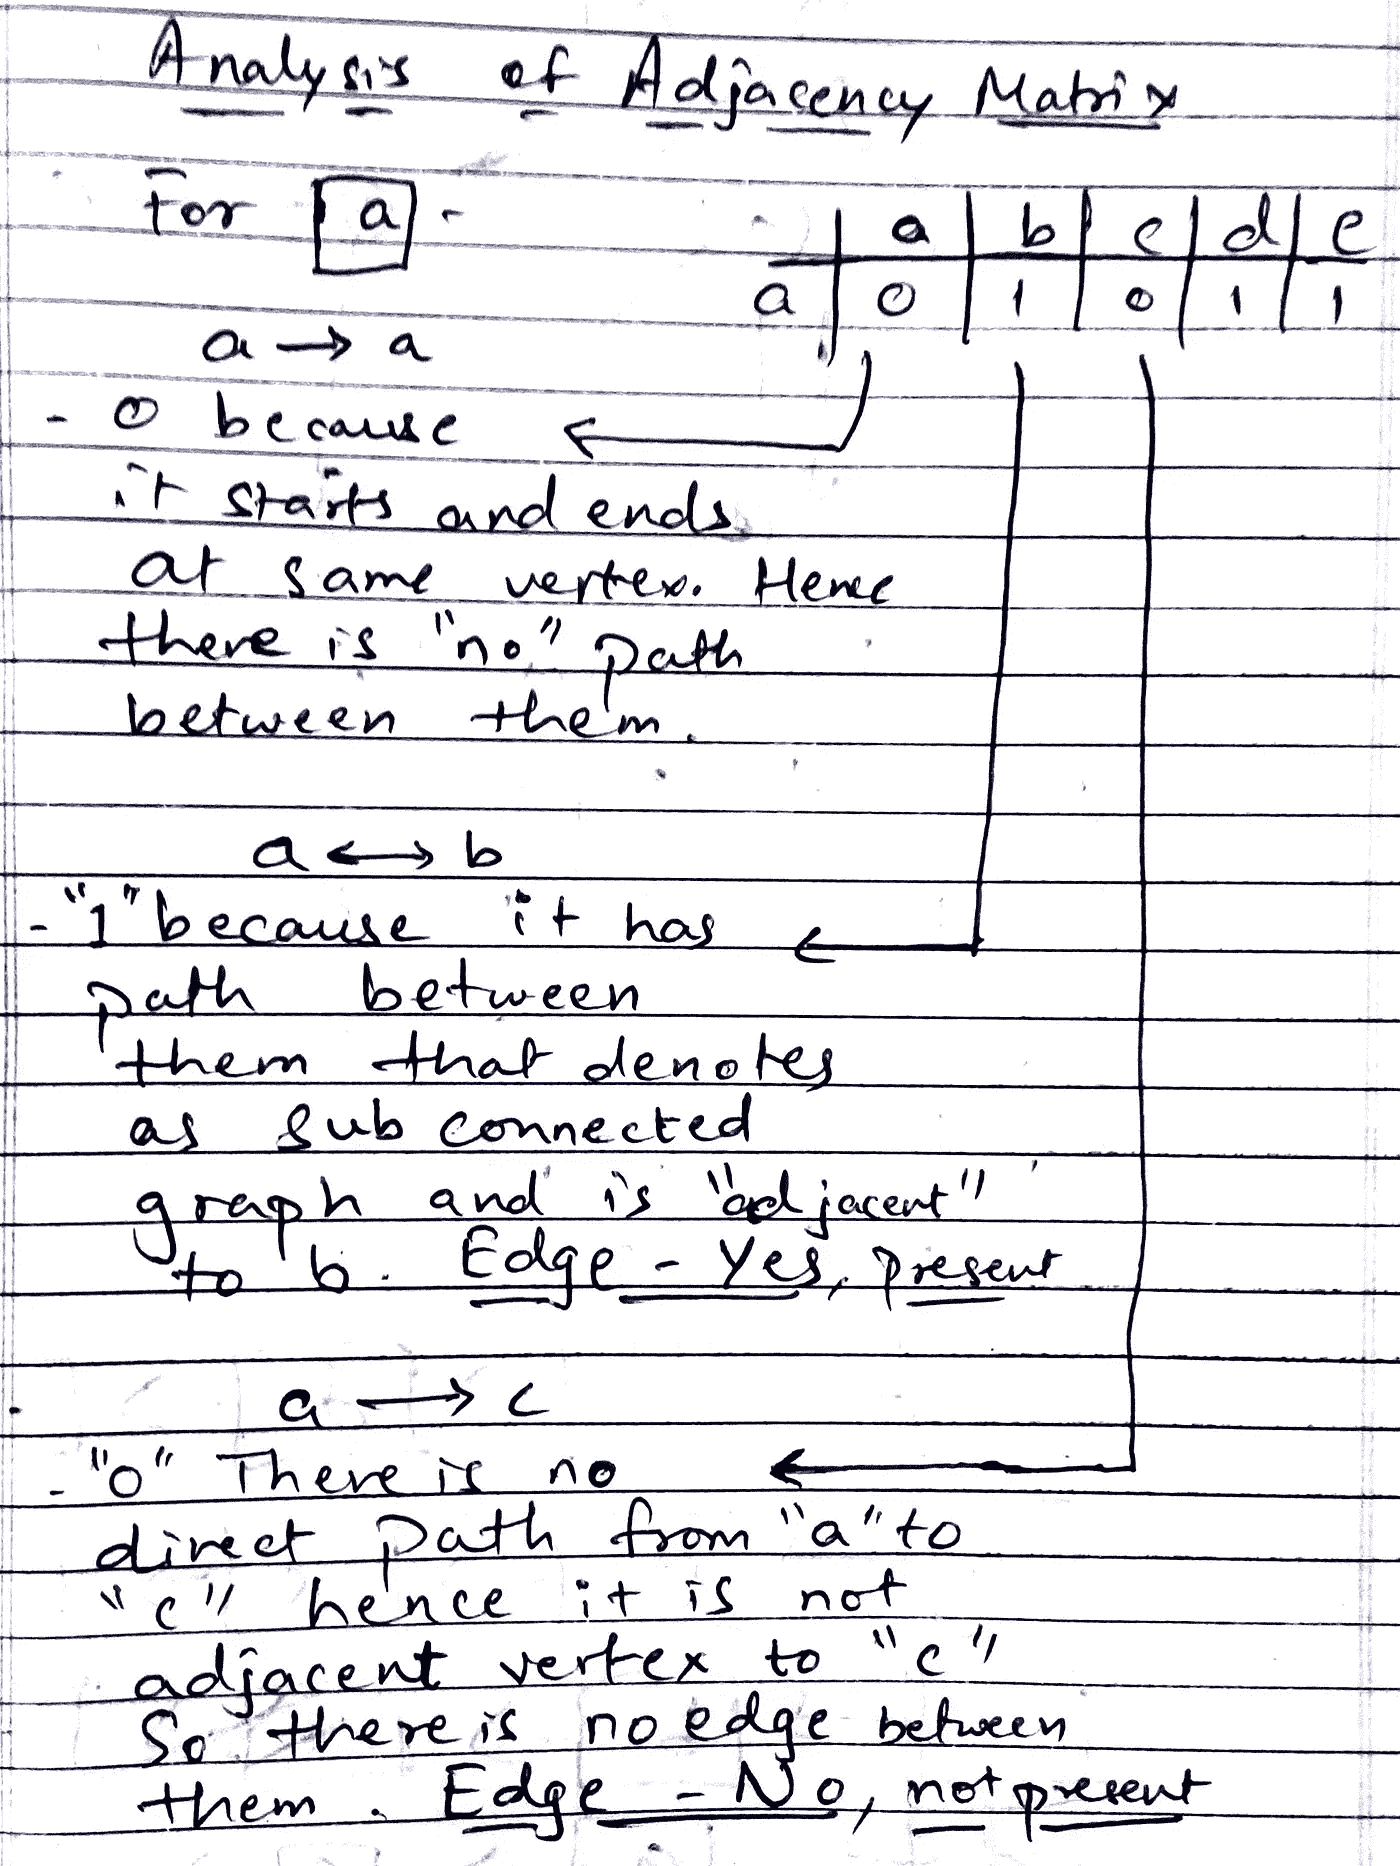 Analysis of Adjacency Matrix
For a -
a b c d e
a 0 1 0 1 1
a → a
- 0 because
it starts and ends
at same vertex. Hence
there is "no" path
between them.
a ↔ b
- "1" because it has
path between
them that denotes
as sub connected
graph and is "adjacent"
to b. Edge - Yes, present
a → c
- "0" There is no
direct path from "a" to
"c" hence it is not
adjacent vertex to "c"
So there is no edge between
them. Edge - No, not present